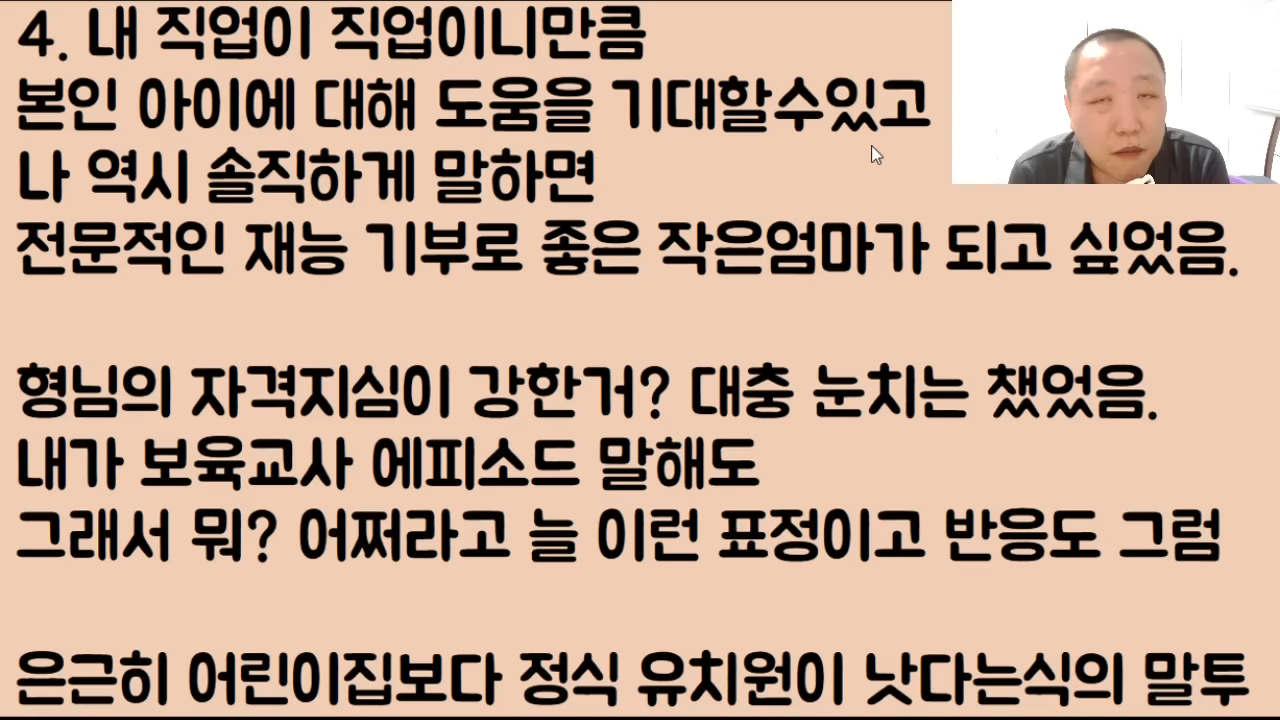 4. 내 직업이 직업이니만큼
본인 아이에 대해 도움을 기대할수있고
나 역시 솔직하게 말하면
전문적인 재능 기부로 좋은 작은엄마가 되고 싶었음.
형님의 자격지심이 강한거? 대충 눈치는 챘었음.
내가 보육교사 에피소드 말해도
그래서 뭐? 어쩌라고 늘 이런 표정이고 반응도 그럼
은근히 어린이집보다 정식 유치원이 낫다는식의 말투